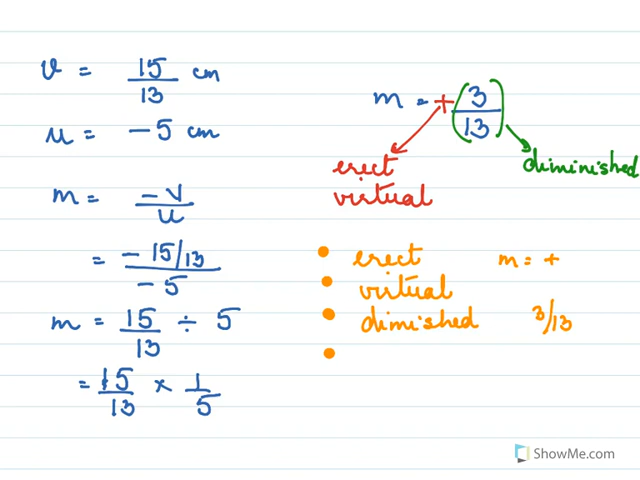 v = 15/13 cm
u = - 5 cm
m = -v/u
= - 15/13 / - 5
m = 15/13 ÷ 5
= 15/13 × 1/5
m = + (3/13)
erect
virtual
diminished
• erect m = +
• virtual
• diminished 3/13
•
ShowMe.com